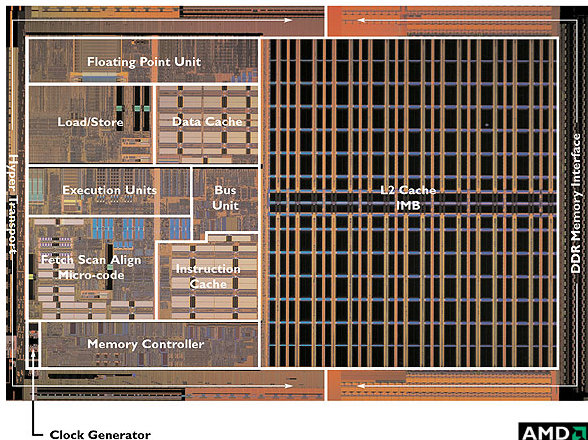 Floating Point Unit
Load/Store
Data Cache
Execution Units
Bus
Unit
L2 Cache
IMB
Hyper Transport
DDR Memory Interface
Fetch Scan Align
Micro-code
Instruction
Cache
Memory Controller
Clock Generator
AMD